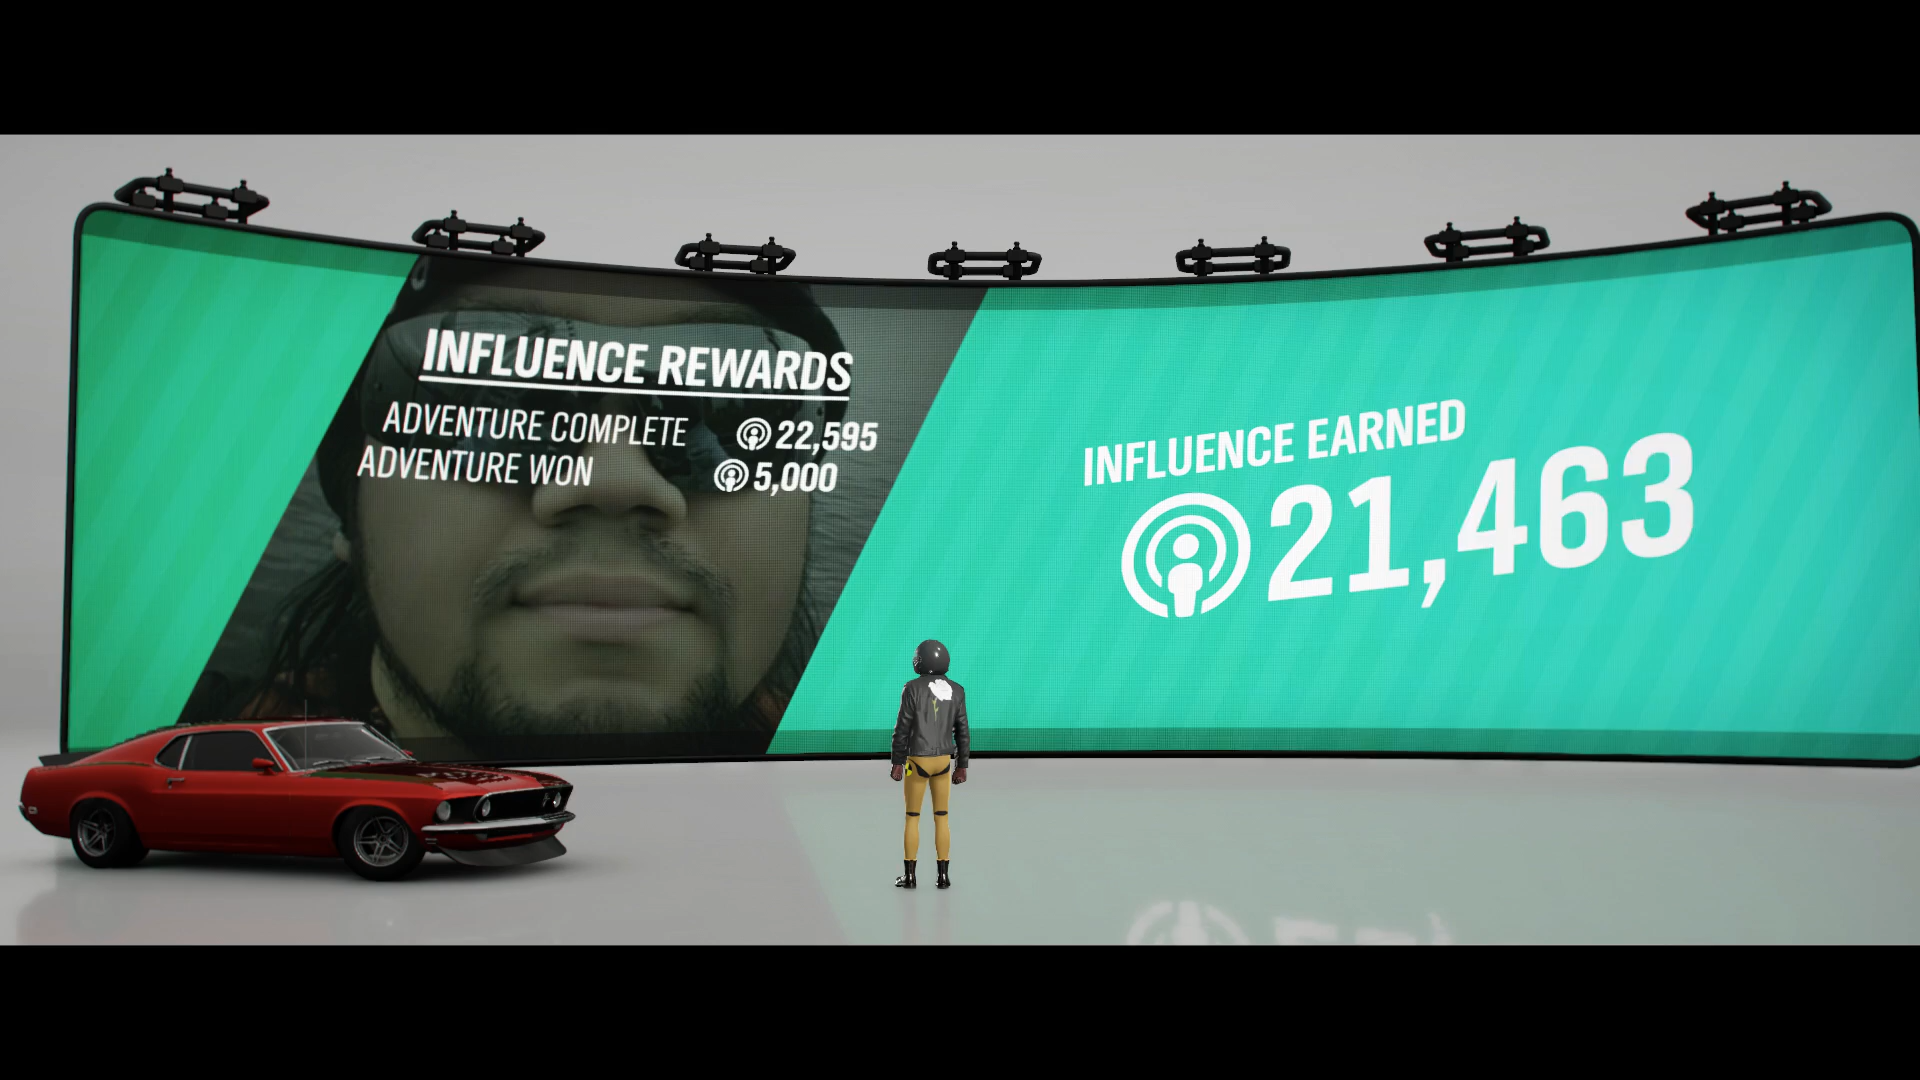 INFLUENCE REWARDS
ADVENTURE COMPLETE 22,595
ADVENTURE WON 5,000
INFLUENCE EARNED
21,463